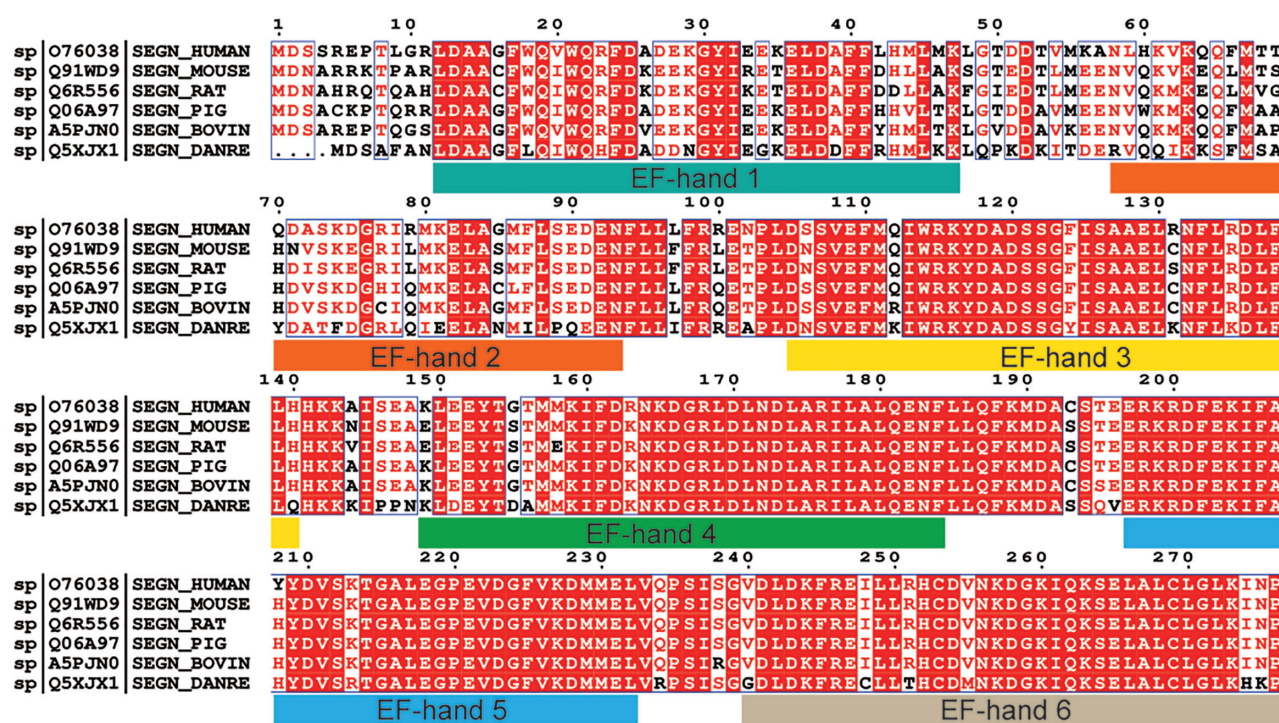 1 10 20 30 40 50 60
sp|O76038|SEGN_HUMAN MDSSREPTLGRLDAAGFWQVWQRFDADEKGYIEEKELDAFFLHMLMKLGTDDTVMKANLHKVKQQFMTT
sp|Q91WD9|SEGN_MOUSE MDNARRKTPARLDAACFWQIWQRFDKEEKGYIRETELDAFFDHLLAKSGTEDTLMEENVQKVKEQLMTS
sp|Q6R556|SEGN_RAT MDNAHRQTQAHLDAACFWQIWQRFDKEEKGYIKETELDAFFDDLLAKFGIEDTLMEENVQKMKEQLMVG
sp|Q06A97|SEGN_PIG MDSACKPTQRRLDAAGFWQIWQRFDADEKGYIEEKELDAFFHHVLTKLGTDDAVMEENVWKMKQQFMAA
sp|A5PJN0|SEGN_BOVIN MDSAREPTQGSLDAAGFWQVWQRFDVEEKGYIEEKELDAFFYHMLTKLGVDDAVKEENVQKMKQQFMAP
sp|Q5XJX1|SEGN_DANRE ....MDSAFANLDAAGFLQIWQHFDADDNGYIEGKELDDFFRHMLKKLQPKDKITDERVQQIKKSFMSA
EF-hand 1
70 80 90 100 110 120 130
sp|O76038|SEGN_HUMAN QDASKDGRIRMKELAGMFLSEDENFLLLFRRENPLDSSVEFMQIWRKYDADSSGFISAAELRNFLRDLF
sp|Q91WD9|SEGN_MOUSE HNVSKEGRILMKELASMFLSEDENFLLFFRLETPLDNSVEFMQIWRKYDADSSGFISAAELCNFLRDLF
sp|Q6R556|SEGN_RAT HDISKEGRILMKELASMFLSEDENFLLFFRLETPLDNSVEFMQIWRKYDADSSGFISAAELSNFLRDLF
sp|Q06A97|SEGN_PIG HDVSKDGHIQMKELACLFLSEDENFLLLFRQETPLDSSVEFMQIWRKYDADSSGFISAAELCNFLRDLF
sp|A5PJN0|SEGN_BOVIN HDVSKDGCIQMKELAGMFLSEDENFLLLFRQETPLDSSVEFMRIWRKYDADSSGFISAAELCNFLRDLF
sp|Q5XJX1|SEGN_DANRE YDATFDGRLQIEELANMILPQEENFLLIFRREAPLDNSVEFMKIWRKYDADSSGYISAAELKNFLKDLF
EF-hand 2 EF-hand 3
140 150 160 170 180 190 200
sp|O76038|SEGN_HUMAN LHHKKAISEAKLEEYTGTMMKIFDRNKDGRLDLNDLARILALQENFLLQFKMDACSTEERKRDFEKIFA
sp|Q91WD9|SEGN_MOUSE LHHKKNISEAELEEYTSTMMKIFDKNKDGRLDLNDLARILALQENFLLQFKMDASSTEERKRDFEKIFA
sp|Q6R556|SEGN_RAT LHHKKVISEAELEEYTSTMEKIFDRNKDGRLDLNDLARILALQENFLLQFKMDASSTEERKRDFEKIFA
sp|Q06A97|SEGN_PIG LHHKKAISEAKLEEYTGTMMKIFDKNKDGRLDLNDLARILALQENFLLQFKMDACSTEERKRDFEKIFA
sp|A5PJN0|SEGN_BOVIN LHHKKAISEAKLEEYTGTMMKIFDKNKDGRLDLNDLARILALQENFLLQFKMDACSSEERKRDFEKIFA
sp|Q5XJX1|SEGN_DANRE LQHKKKIPPNKLDEYTDAMMKIFDKNKDGRLDLNDLARILALQENFLLQFKMDASSQVERKRDFEKIFA
EF-hand 4
210 220 230 240 250 260 270
sp|O76038|SEGN_HUMAN YYDVSKTGALEGPEVDGFVKDMMELVQPSISGVDLDKFREILLRHCDVNKDGKIQKSELALCLGLKINP
sp|Q91WD9|SEGN_MOUSE HYDVSKTGALEGPEVDGFVKDMMELVQPSISGVDLDKFREILLRHCDVNKDGKIQKSELALCLGLKINP
sp|Q6R556|SEGN_RAT HYDVSKTGALEGPEVDGFVKDMMELVQPSISGVDLDKFREILLRHCDVNKDGKIQKSELALCLGLKINP
sp|Q06A97|SEGN_PIG HYDVSKTGALEGPEVDGFVKDMMELVQPSISGVDLDKFREILLRHCDVNKDGKIQKSELALCLGLKINP
sp|A5PJN0|SEGN_BOVIN HYDVSKTGALEGPEVDGFVKDMMELVQPSIRGVDLDKFREILLRHCDVNKDGKIQKSELALCLGLKINP
sp|Q5XJX1|SEGN_DANRE HYDVSRTGALEGPEVDGFVKDMMELVRPSISGGDLDKFRECLLTHCDMNKDGKIQKSELALCLGLKHKP
EF-hand 5 EF-hand 6